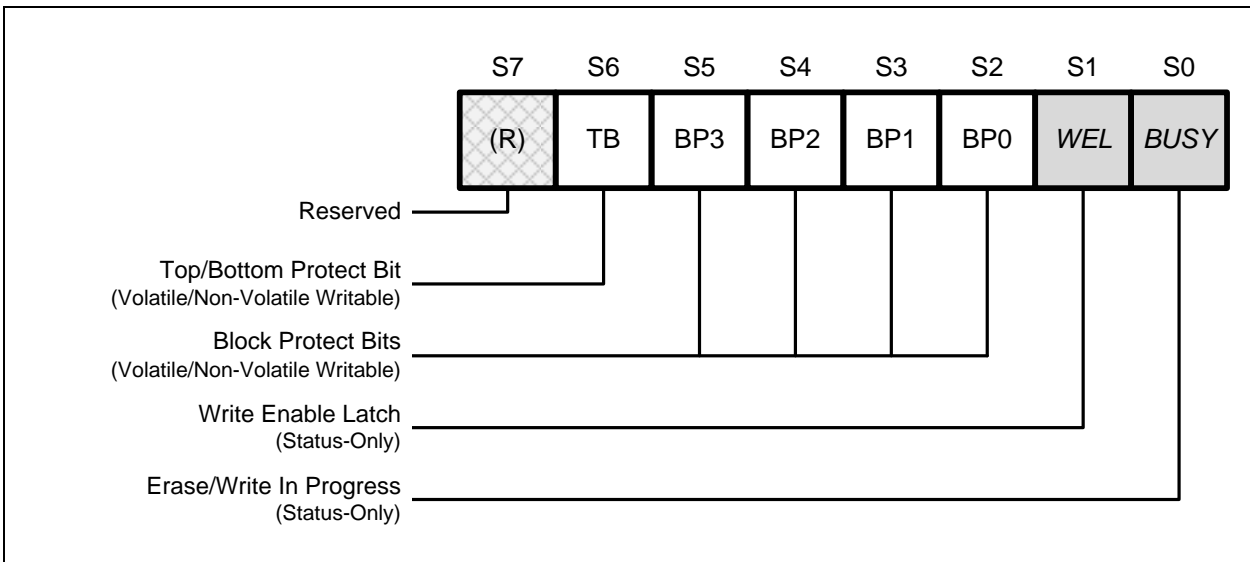 S7 S6 S5 S4 S3 S2 S1 S0
(R) TB BP3 BP2 BP1 BP0 WEL BUSY
Reserved
Top/Bottom Protect Bit
(Volatile/Non-Volatile Writable)
Block Protect Bits
(Volatile/Non-Volatile Writable)
Write Enable Latch
(Status-Only)
Erase/Write In Progress
(Status-Only)